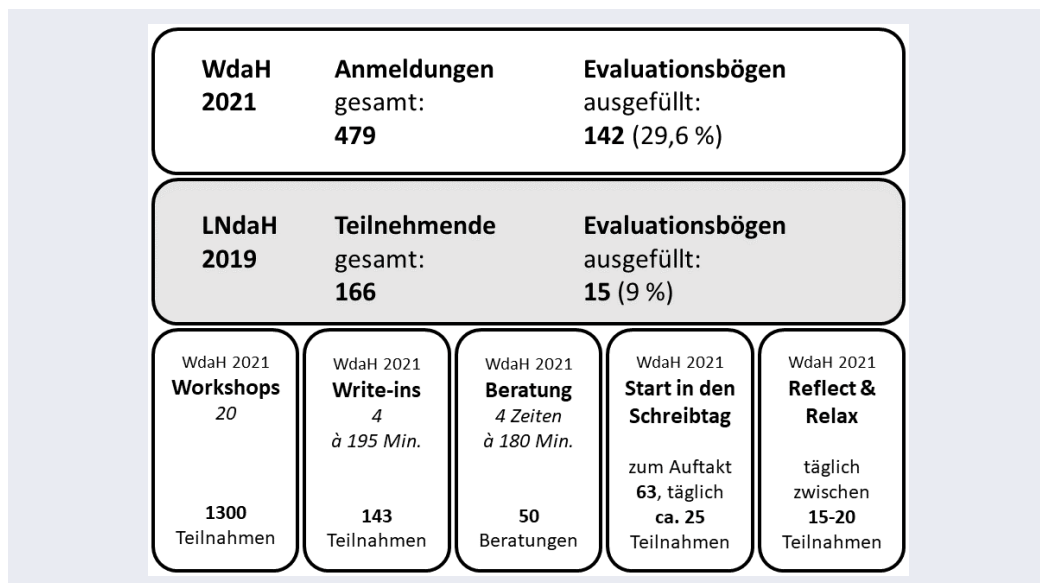 WdaH 2021
Anmeldungen
gesamt:
479
Evaluationsbögen
ausgefüllt:
142 (29,6 %)
LNdaH 2019
Teilnehmende
gesamt:
166
Evaluationsbögen
ausgefüllt:
15 (9 %)
WdaH 2021
Workshops
20
1300
Teilnahmen
WdaH 2021
Write-ins
4
à 195 Min.
143
Teilnahmen
WdaH 2021
Beratung
4 Zeiten
à 180 Min.
50
Beratungen
WdaH 2021
Start in den
Schreibtag
zum Auftakt
63, täglich
ca. 25
Teilnahmen
WdaH 2021
Reflect &
Relax
täglich
zwischen
15-20
Teilnahmen